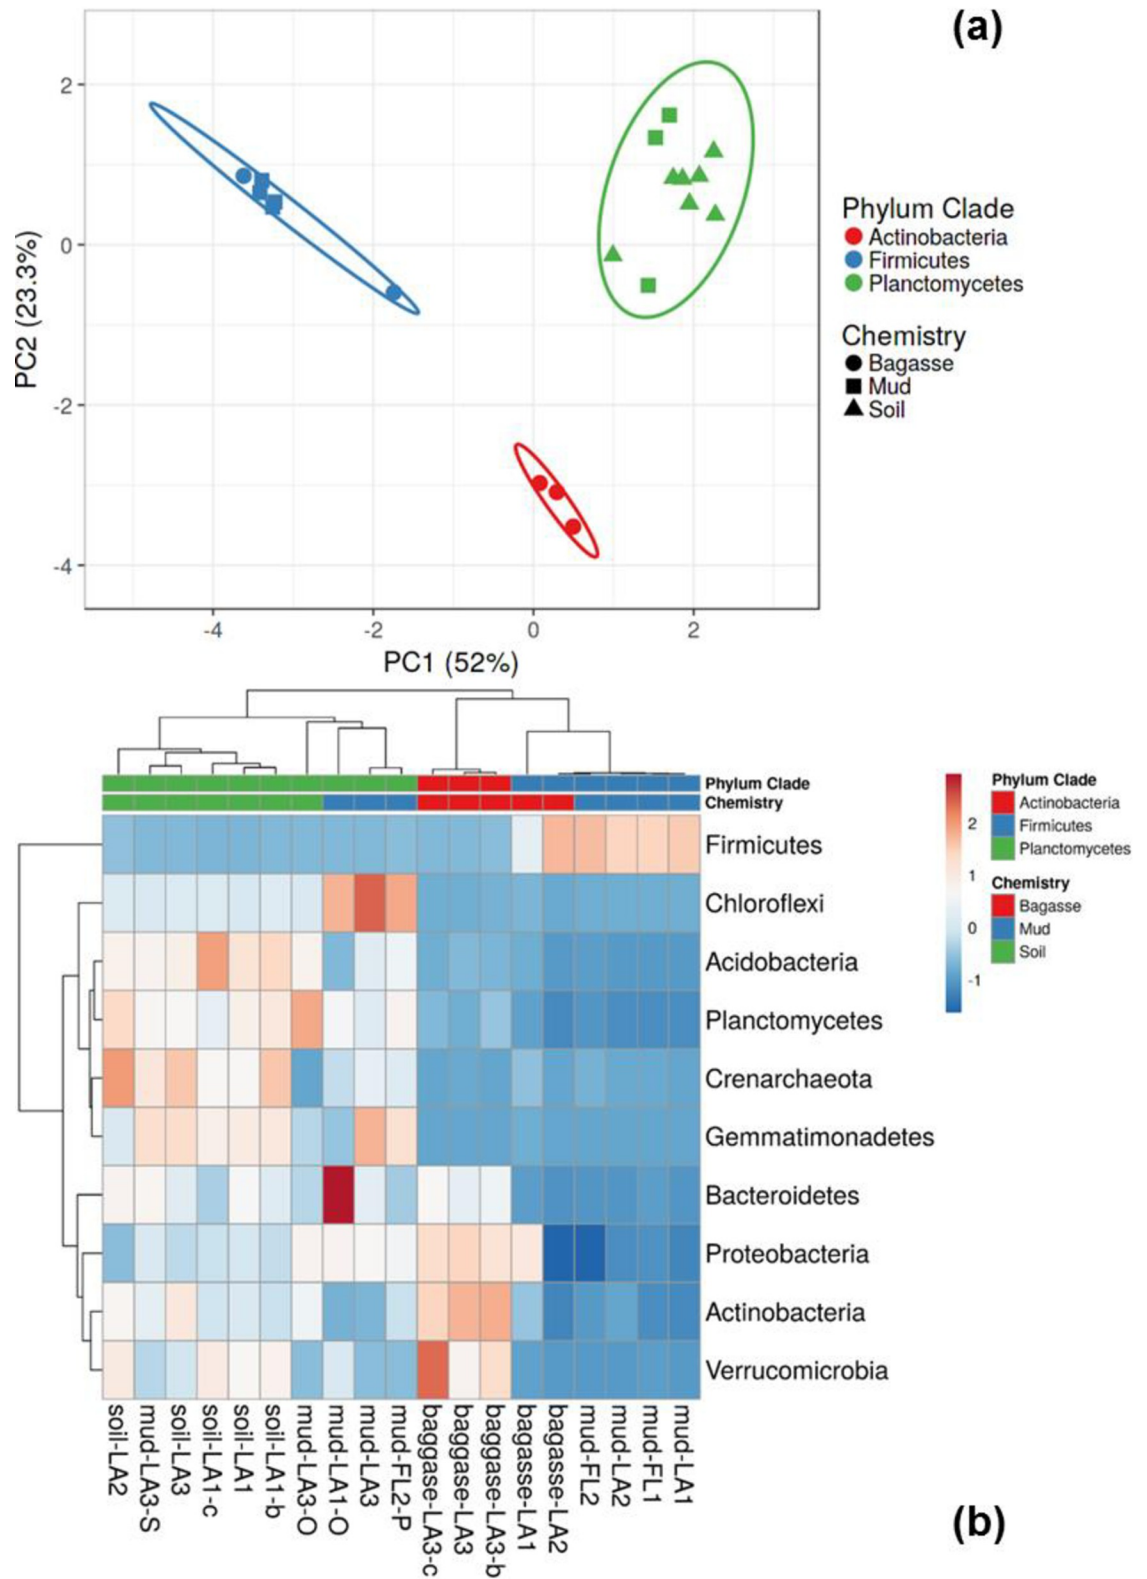 (a)
2
0
-2
-4
PC2 (23.3%)
-4 -2 0 2
PC1 (52%)
Phylum Clade
Actinobacteria
Firmicutes
Planctomycetes
Chemistry
Bagasse
Mud
Soil
Phylum Clade
Chemistry
Firmicutes
Chloroflexi
Acidobacteria
Planctomycetes
Crenarchaeota
Gemmatimonadetes
Bacteroidetes
Proteobacteria
Actinobacteria
Verrucomicrobia
soil-LA2
mud-LA3-S
soil-LA3
soil-LA1-c
soil-LA1
soil-LA1-b
mud-LA3-O
mud-LA1-O
mud-LA3
mud-FL2-P
baggase-LA3-c
baggase-LA3
baggase-LA3-b
bagasse-LA1
bagasse-LA2
mud-FL2
mud-LA2
mud-FL1
mud-LA1
2
1
0
-1
Phylum Clade
Actinobacteria
Firmicutes
Planctomycetes
Chemistry
Bagasse
Mud
Soil
(b)